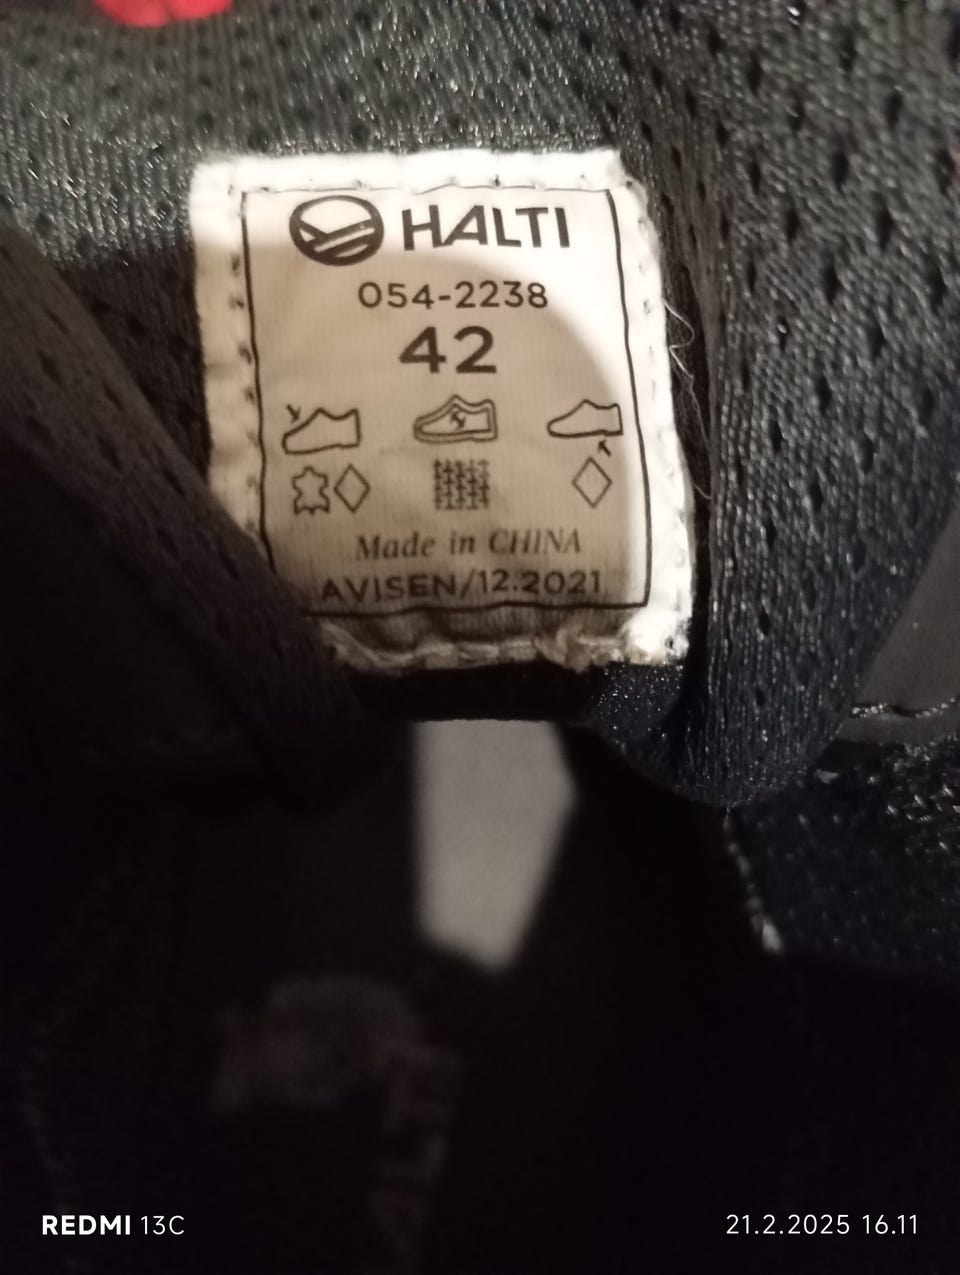 HALTI
054-2238
42
Made in CHINA
AVISEN/12.2021
REDMI 13C
21.2.2025 16.11